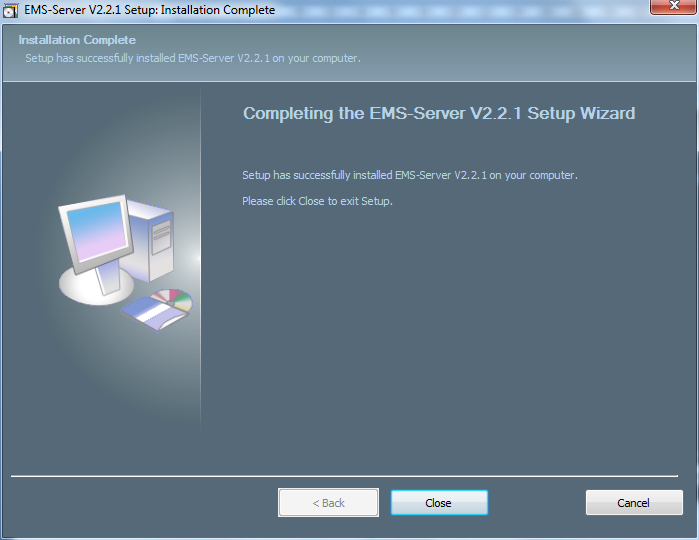 EMS-Server V2.2.1 Setup: Installation Complete
Installation Complete
Setup has successfully installed EMS-Server V2.2.1 on your computer.
Completing the EMS-Server V2.2.1 Setup Wizard
Setup has successfully installed EMS-Server V2.2.1 on your computer.
Please click Close to exit Setup.
< Back
Close
Cancel